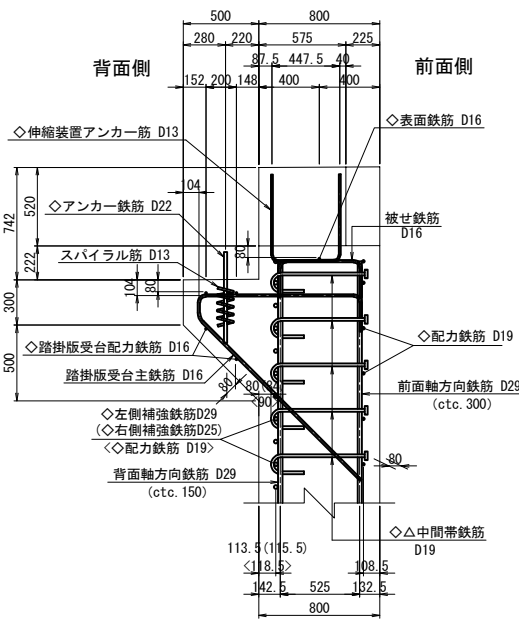 500 800
280 220 575 225
87.5 447.5 40
152 200 148 400 400
背面側
前面側
◇表面鉄筋 D16
◇伸縮装置アンカー筋 D13
104
742
520
222
300
500
◇アンカー鉄筋 D22
被せ鉄筋
D16
80
スパイラル筋 D13
104
80
◇配力鉄筋 D19
◇踏掛版受台配力鉄筋 D16
踏掛版受台主鉄筋 D16
80
80(84)
<90>
前面軸方向鉄筋 D29
(ctc.300)
◇左側補強鉄筋D29
(◇右側補強鉄筋D25)
<◇配力鉄筋 D19>
80
背面軸方向鉄筋 D29
(ctc.150)
◇△中間帯鉄筋
D19
113.5(115.5)
<118.5> 108.5
142.5 525 132.5
800